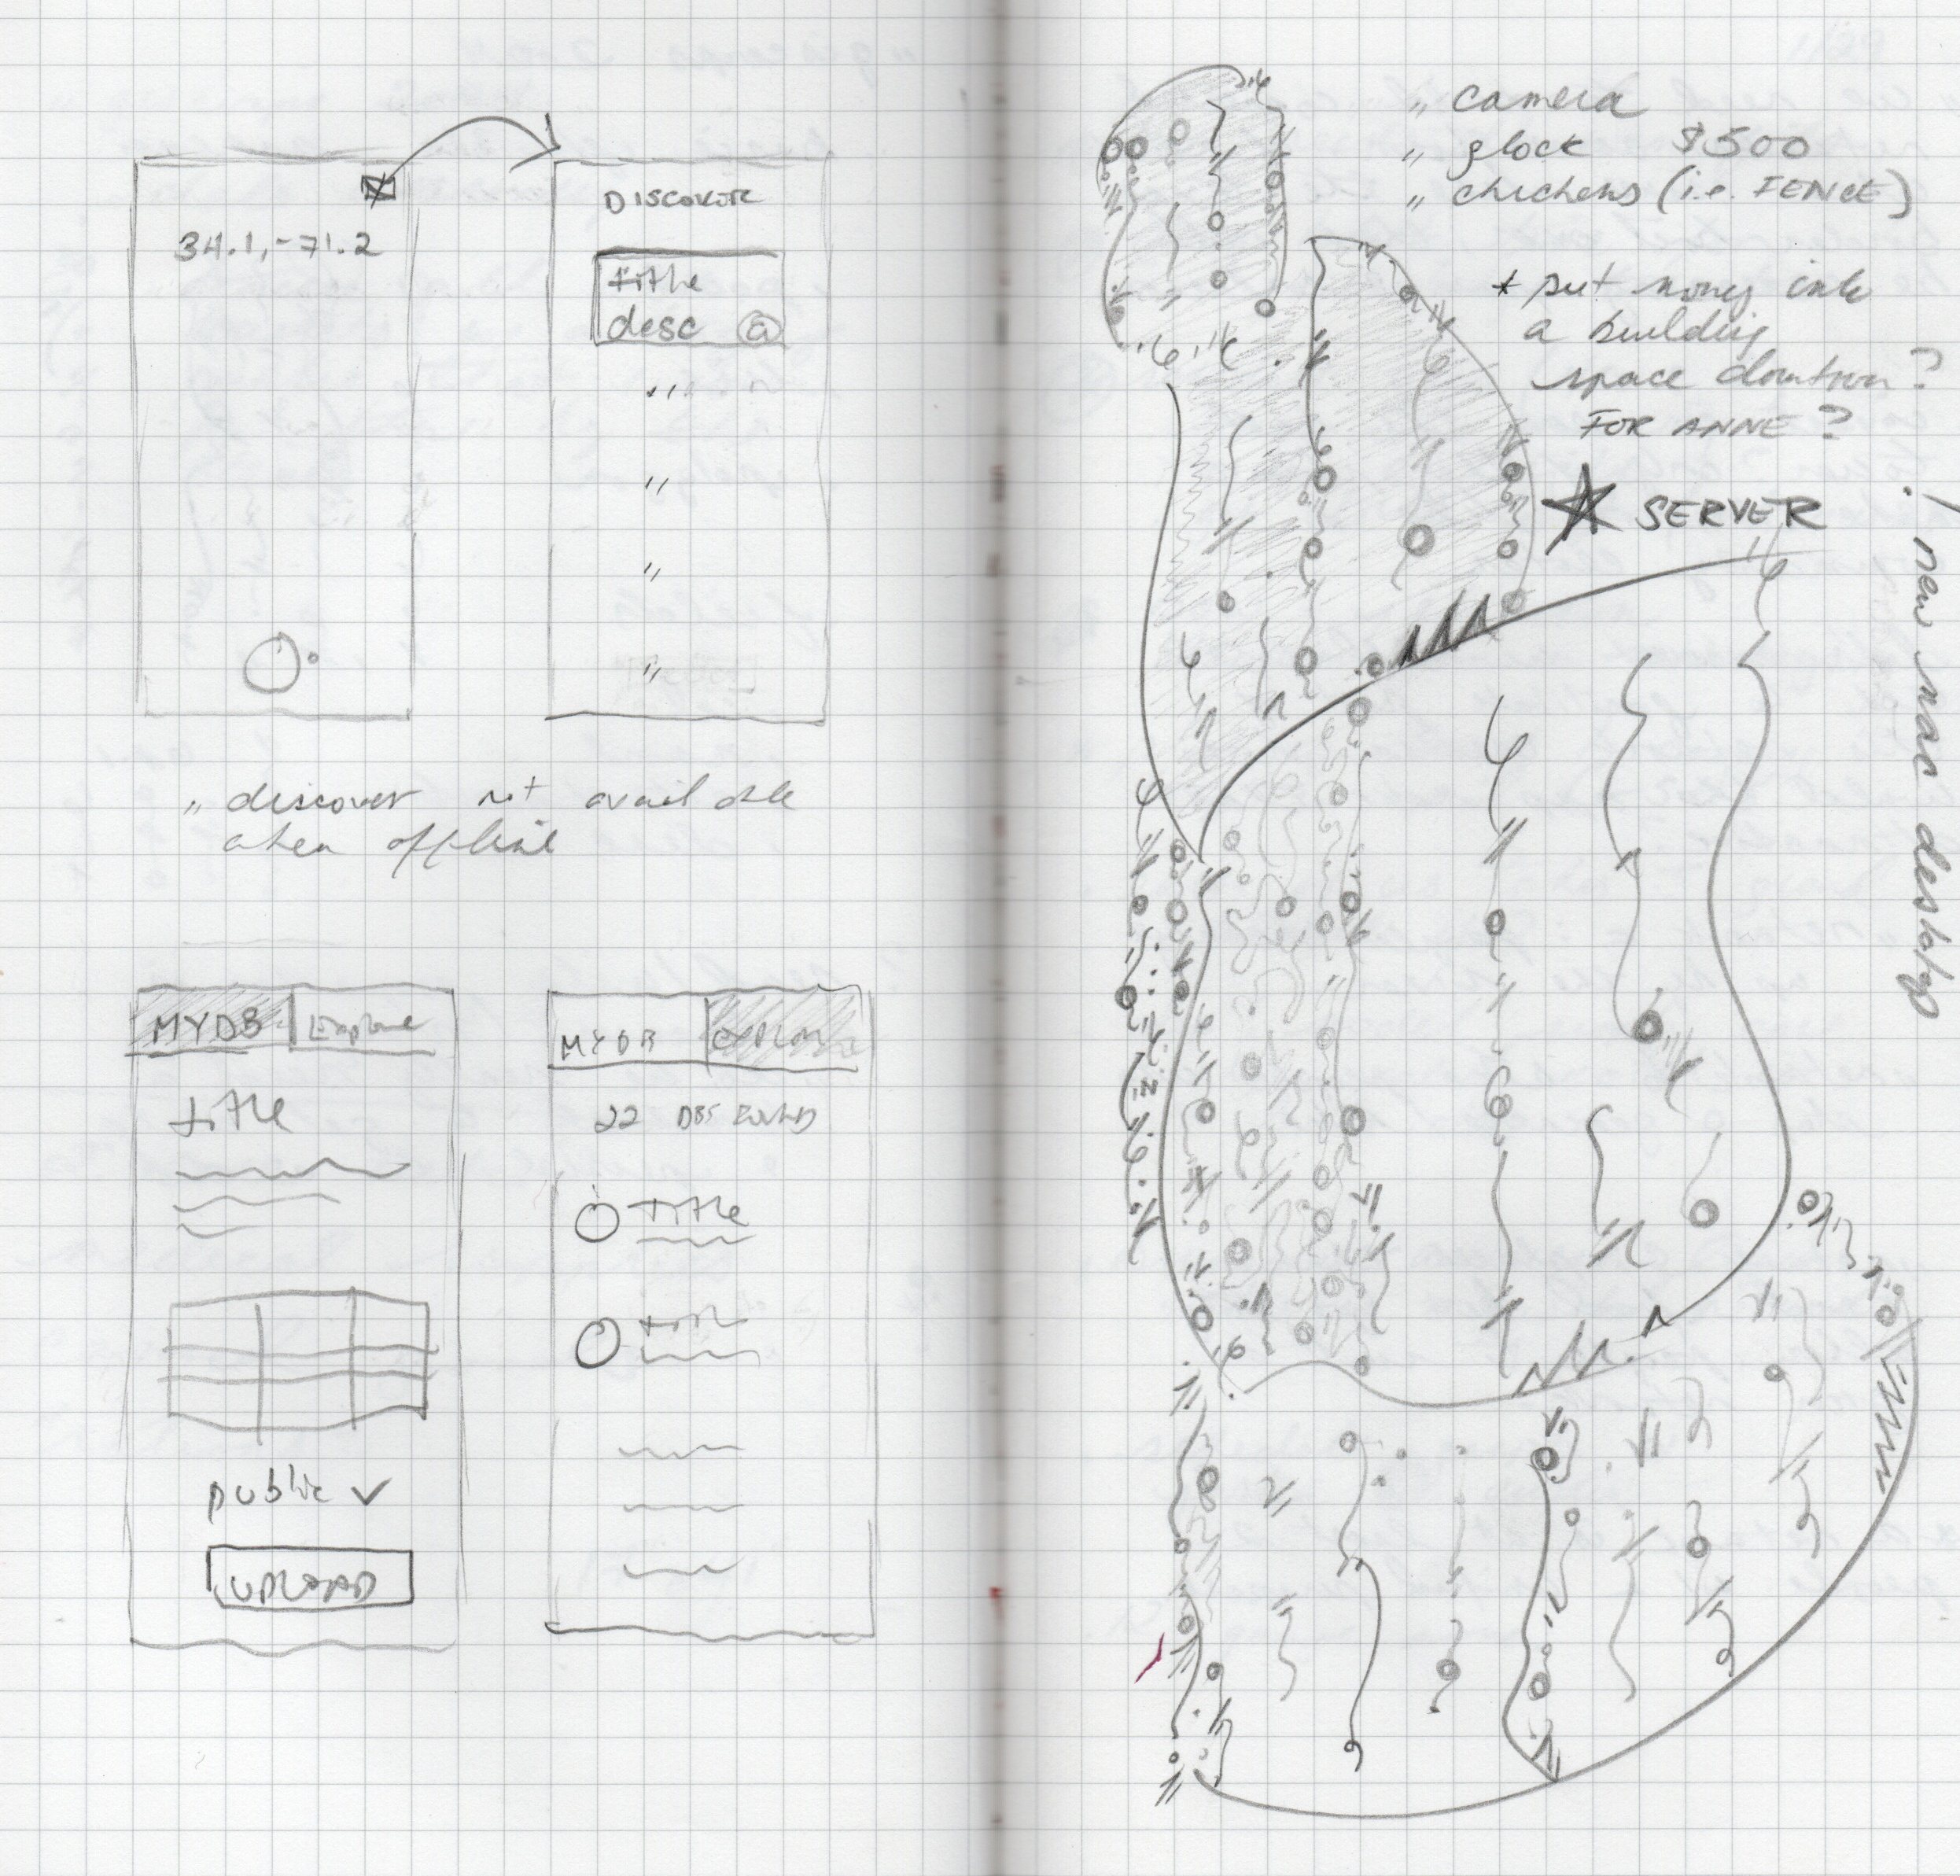 34.1, -71.2
DISCOVER
title
desc
"
"
"
"
" discover not available
when offline
MYDB Explore
title
public ✓
UPLOAD
MYDB EXPLORE
22 DBS FOUND
title
title
" camera
" glock $500
" chickens (i.e. FENCE)
* put money into
a building
space downtown?
FOR ANNE?
★ SERVER
! new mac desktop